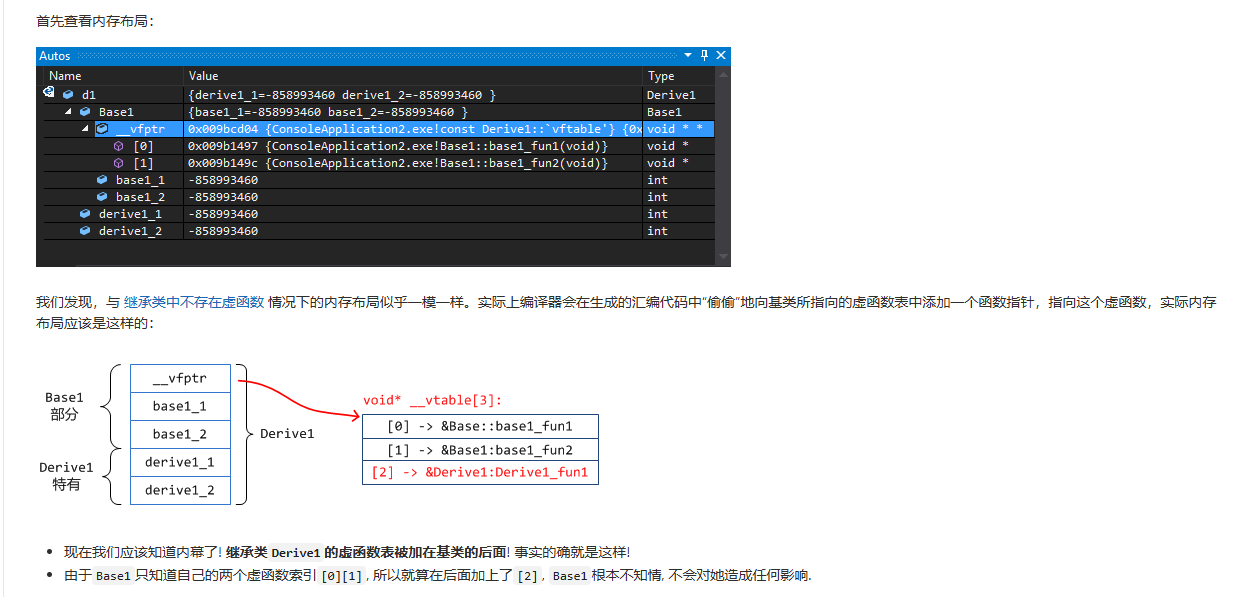 首先查看内存布局：
Autos
Name Value Type
d1 {derive1_1=-858993460 derive1_2=-858993460 } Derive1
Base1 {base1_1=-858993460 base1_2=-858993460 } Base1
__vfptr 0x009bcd04 {ConsoleApplication2.exe!const Derive1::`vftable'} {0x void * *
[0] 0x009b1497 {ConsoleApplication2.exe!Base1::base1_fun1(void)} void *
[1] 0x009b149c {ConsoleApplication2.exe!Base1::base1_fun2(void)} void *
base1_1 -858993460 int
base1_2 -858993460 int
derive1_1 -858993460 int
derive1_2 -858993460 int
我们发现，与 继承类中不存在虚函数 情况下的内存布局似乎一模一样。实际上编译器会在生成的汇编代码中“偷偷”地向基类所指向的虚函数表中添加一个函数指针，指向这个虚函数，实际内存
布局应该是这样的：
Base1
部分
Derive1
特有
__vfptr
base1_1
base1_2
derive1_1
derive1_2
Derive1
void* __vtable[3]:
[0] -> &Base::base1_fun1
[1] -> &Base1:base1_fun2
[2] -> &Derive1:Derive1_fun1
• 现在我们应该知道内幕了! 继承类 Derive1 的虚函数表被加在基类的后面! 事实的确就是这样!
• 由于 Base1 只知道自己的两个虚函数索引 [0][1] , 所以就算在后面加上了 [2] , Base1 根本不知情, 不会对她造成任何影响.